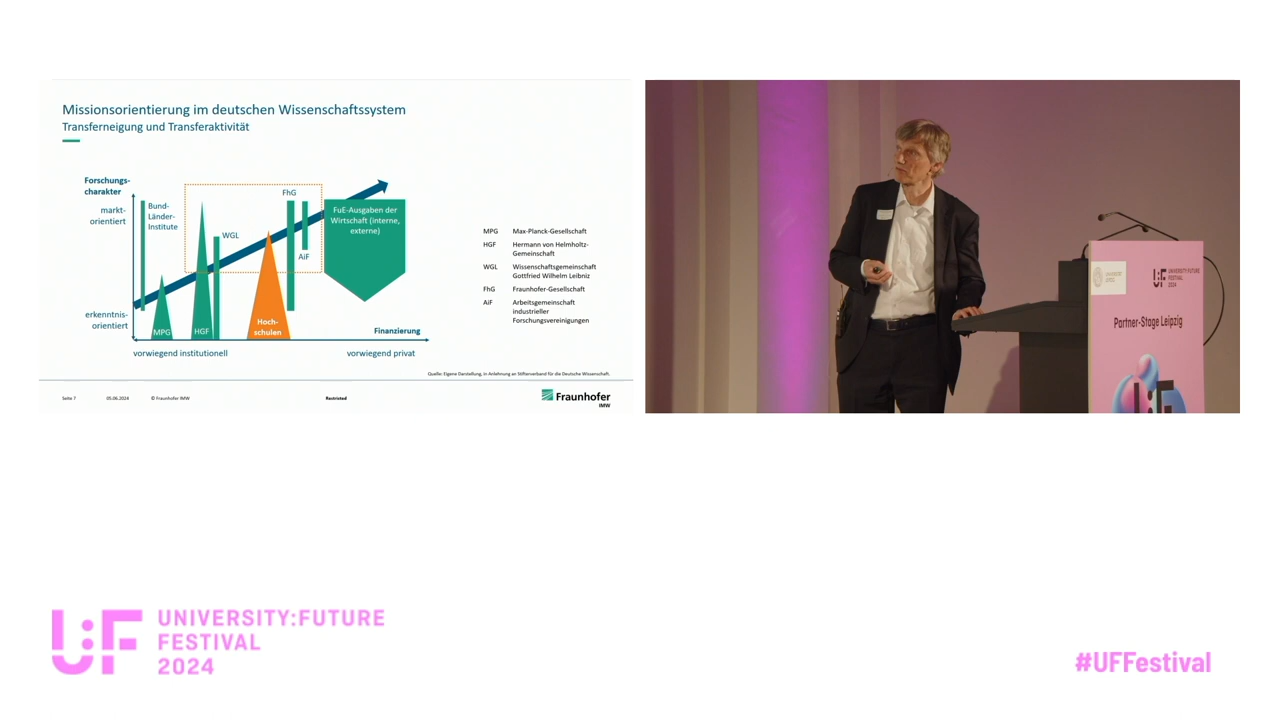 Missionsorientierung im deutschen Wissenschaftssystem
Transferneigung und Transferaktivität
Forschungs-
charakter
markt-
orientiert
erkenntnis-
orientiert
Bund-
Länder-
Institute
MPG
HGF
WGL
Hoch-
schulen
FhG
AiF
FuE-Ausgaben der
Wirtschaft (interne,
externe)
Finanzierung
vorwiegend institutionell
vorwiegend privat
MPG Max-Planck-Gesellschaft
HGF Hermann von Helmholtz-
Gemeinschaft
WGL Wissenschaftsgemeinschaft
Gottfried Wilhelm Leibniz
FhG Fraunhofer-Gesellschaft
AiF Arbeitsgemeinschaft
industrieller
Forschungsvereinigungen
Quelle: Eigene Darstellung, in Anlehnung an Stifterverband für die Deutsche Wissenschaft.
Seite 7 05.06.2024 © Fraunhofer IMW Restricted
Fraunhofer
IMW
U:F
UNIVERSITY:FUTURE
FESTIVAL
2024
Partner-Stage Leipzig
U:F
UNIVERSITY:FUTURE
FESTIVAL
2024
#UFFestival